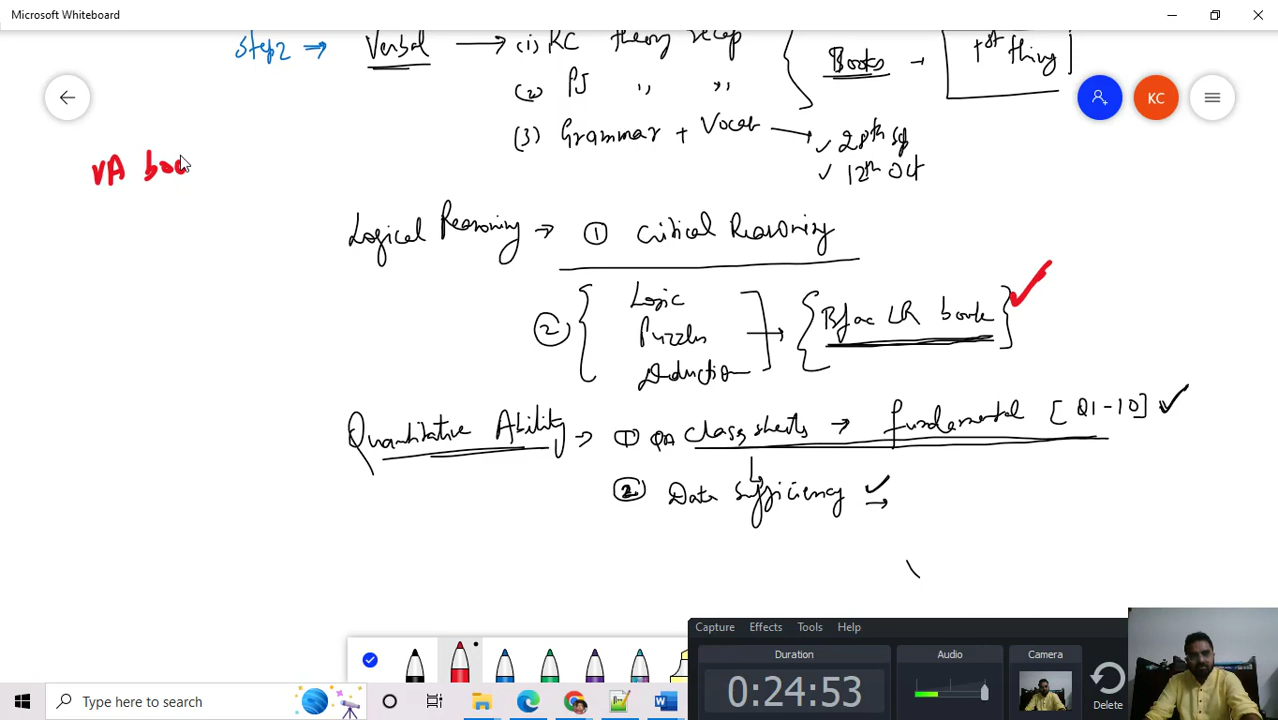 Microsoft Whiteboard
Step2 ⇒ Verbal → (1) RC theory recap
Books → 1st thing
(2) PJ ,, ,,
(3) Grammar + Vocab → ✓ 28th Sep
✓ 12th Oct
KC
VA boo
Logical Reasoning → ① Critical Reasoning
② { Logic
Puzzles
Deduction ] → { Bfac LR book } ✓
Quantitative Ability ⇒ ① QA Class sheets → fundamental [Q1-10] ✓
② Data Sufficiency ✓ →
Capture Effects Tools Help
Duration Audio Camera
0:24:53
Delete
Type here to search